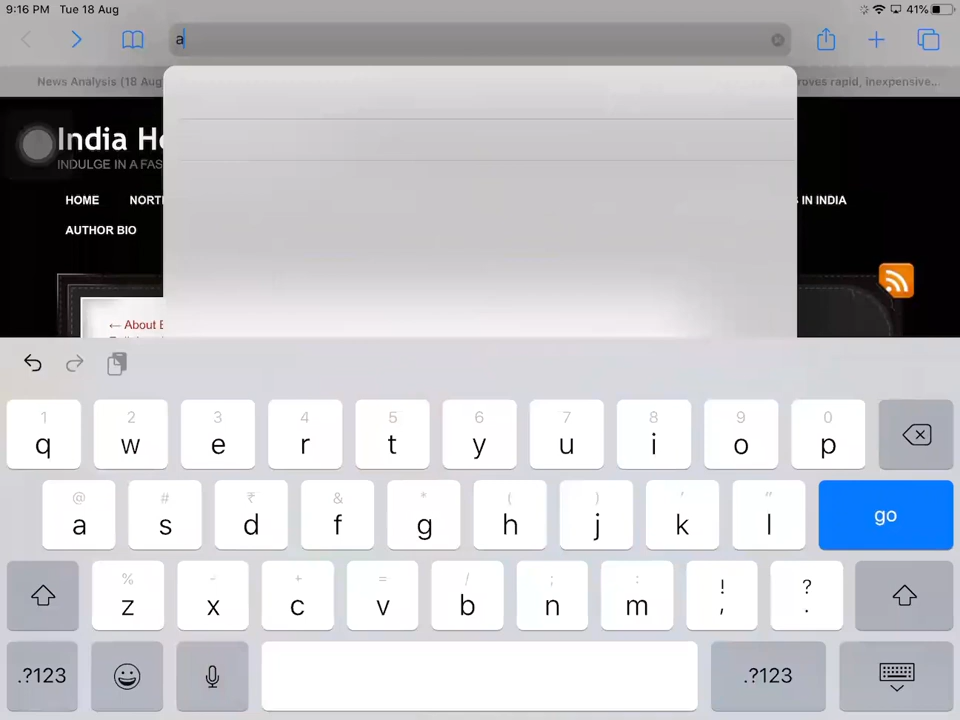 9:16 PM Tue 18 Aug 41%
a
News Analysis (18 Aug
roves rapid, inexpensive...
India He
INDULGE IN A FAS
HOME NORTH IN INDIA
AUTHOR BIO
← About B
1 2 3 4 5 6 7 8 9 0
q w e r t y u i o p
@ # ₹ & * ( ) ' "
a s d f g h j k l go
% - + = / ; : ! ?
z x c v b n m , .
.?123 .?123